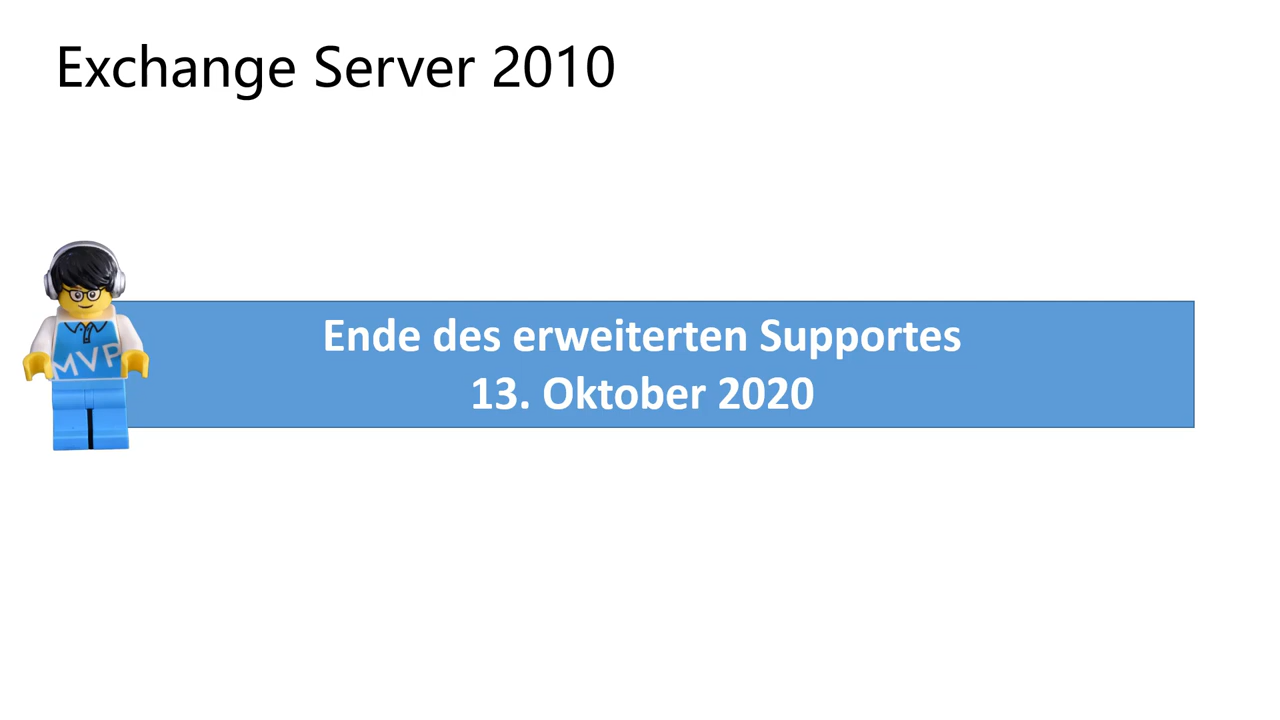 Exchange Server 2010
Ende des erweiterten Supportes
13. Oktober 2020
MVP